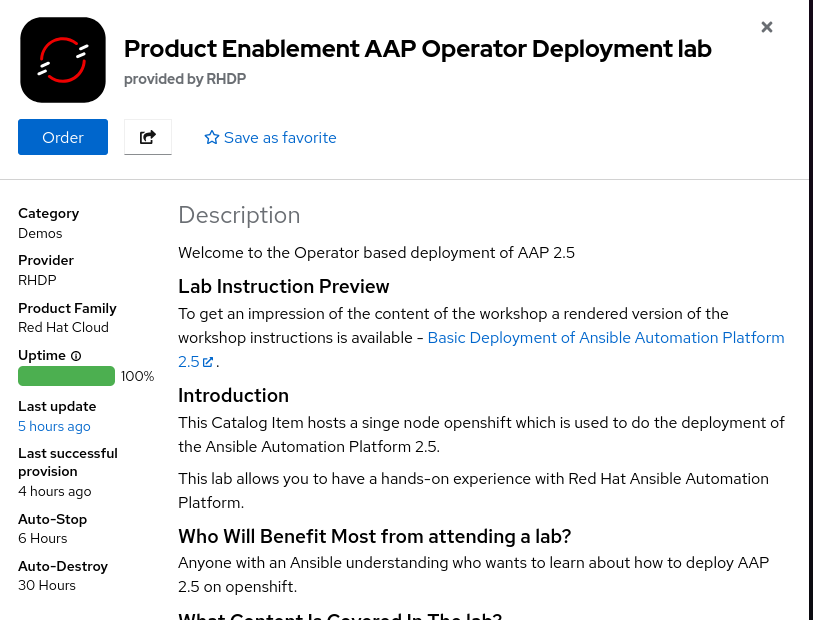 Product Enablement AAP Operator Deployment lab
provided by RHDP
Order
Save as favorite
Category
Demos
Provider
RHDP
Product Family
Red Hat Cloud
Uptime
100%
Last update
5 hours ago
Last successful
provision
4 hours ago
Auto-Stop
6 Hours
Auto-Destroy
30 Hours
Description
Welcome to the Operator based deployment of AAP 2.5
Lab Instruction Preview
To get an impression of the content of the workshop a rendered version of the
workshop instructions is available - Basic Deployment of Ansible Automation Platform
2.5 .
Introduction
This Catalog Item hosts a singe node openshift which is used to do the deployment of
the Ansible Automation Platform 2.5.
This lab allows you to have a hands-on experience with Red Hat Ansible Automation
Platform.
Who Will Benefit Most from attending a lab?
Anyone with an Ansible understanding who wants to learn about how to deploy AAP
2.5 on openshift.
What Content Is Covered In The lab?